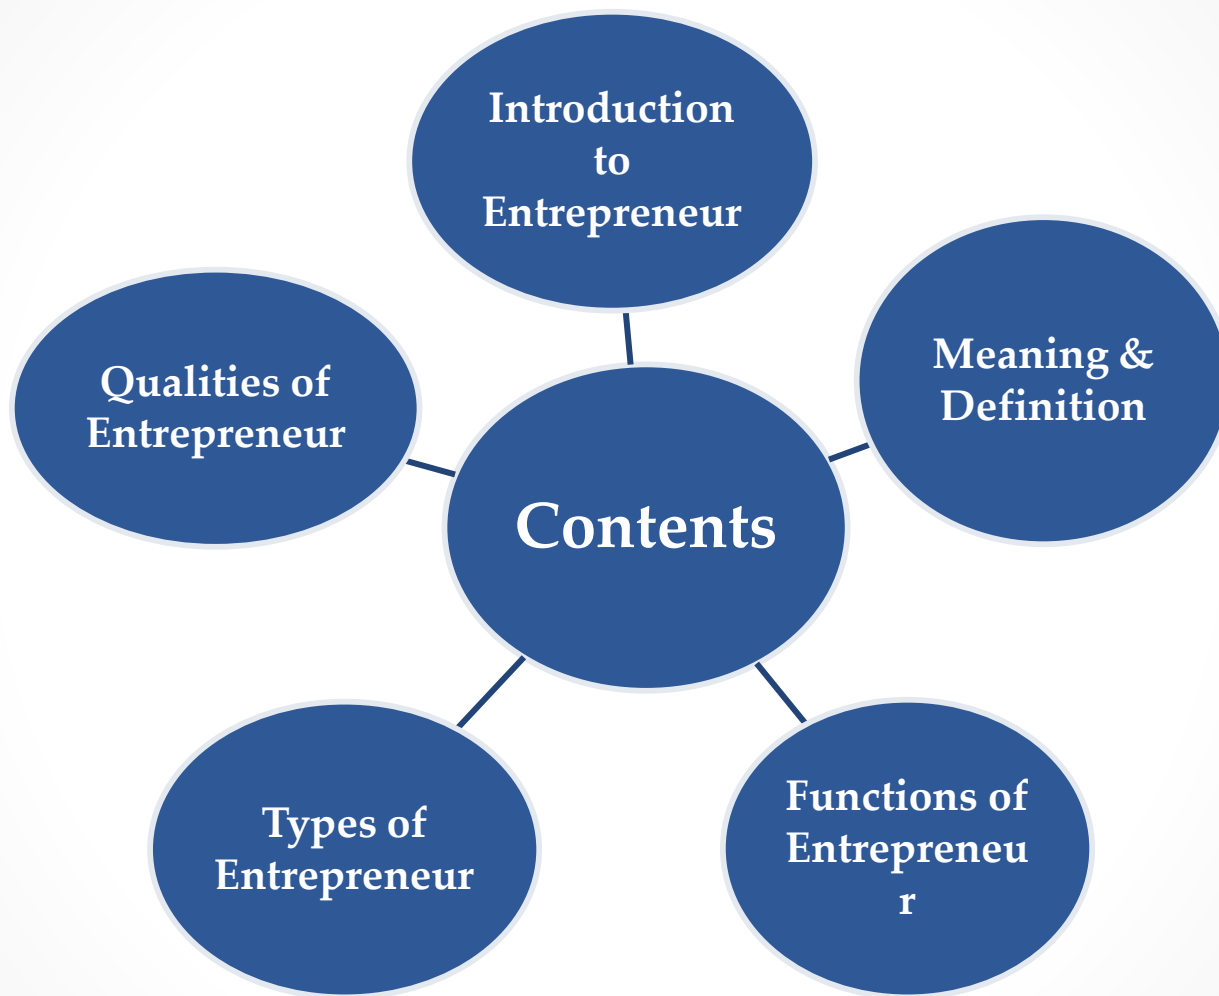 Introduction
to
Entrepreneur
Meaning &
Definition
Qualities of
Entrepreneur
Contents
Functions of
Entrepreneu
r
Types of
Entrepreneur